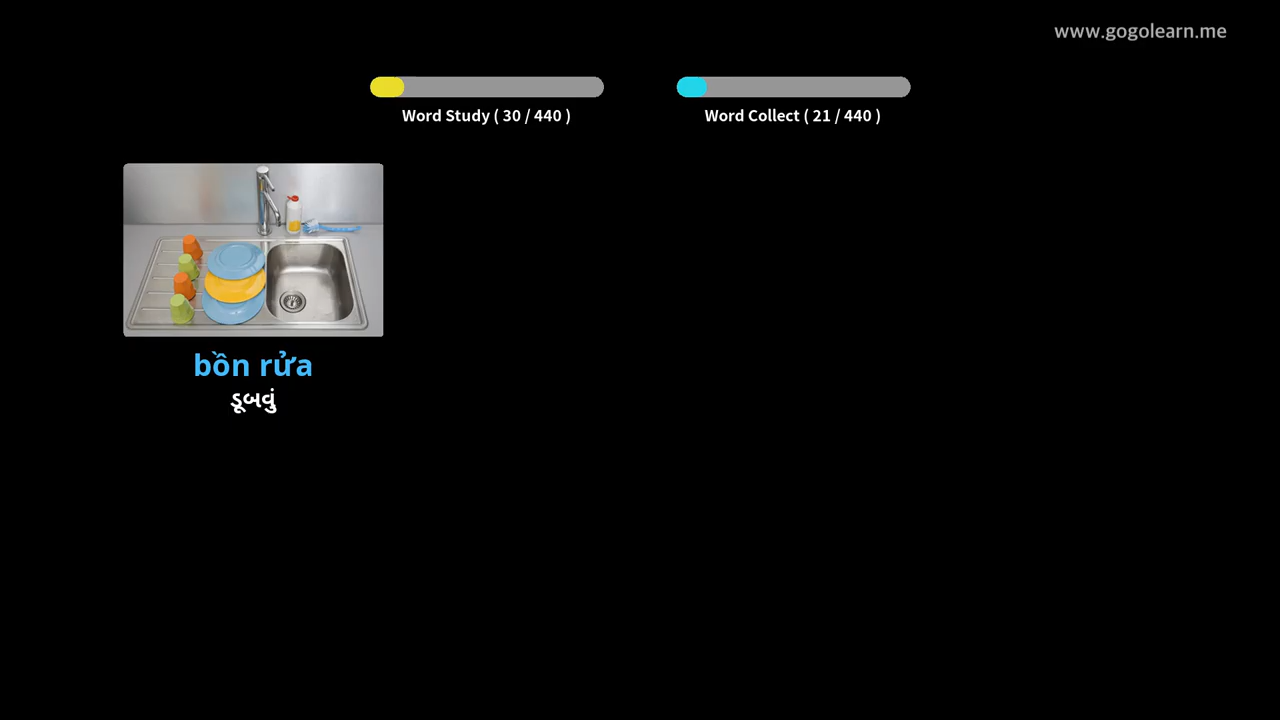 www.gogolearn.me
Word Study ( 30 / 440 )
Word Collect ( 21 / 440 )
bồn rửa
ડૂબવું